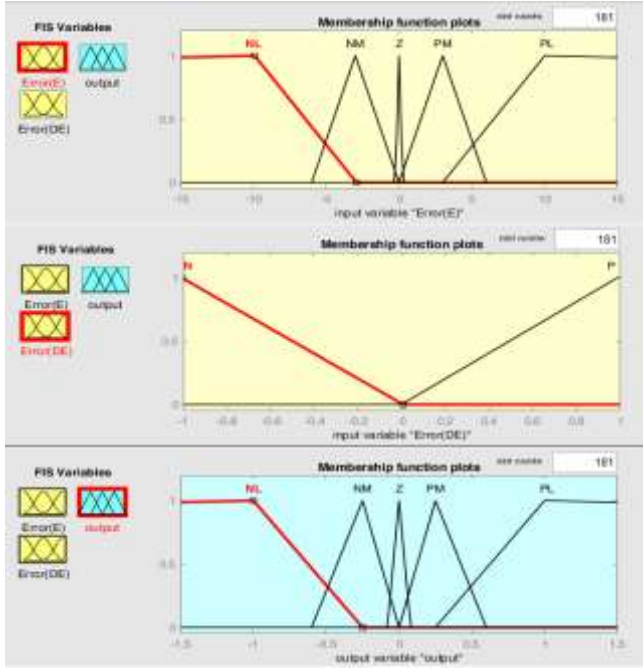 Membership function plots
181
FIS Variables
NL NM Z PM PL
1
Error(E) output
0.5
Error(DE)
0
-15 -10 -5 0 5 10 15
input variable "Error(E)"
Membership function plots
181
FIS Variables
N P
1
Error(E) output
0.5
Error(DE)
0
-1 -0.8 -0.6 -0.4 -0.2 0 0.2 0.4 0.6 0.8 1
input variable "Error(DE)"
Membership function plots
181
FIS Variables
NL NM Z PM PL
1
Error(E) output
0.5
Error(DE)
0
-1.5 -1 -0.5 0 0.5 1 1.5
output variable "output"